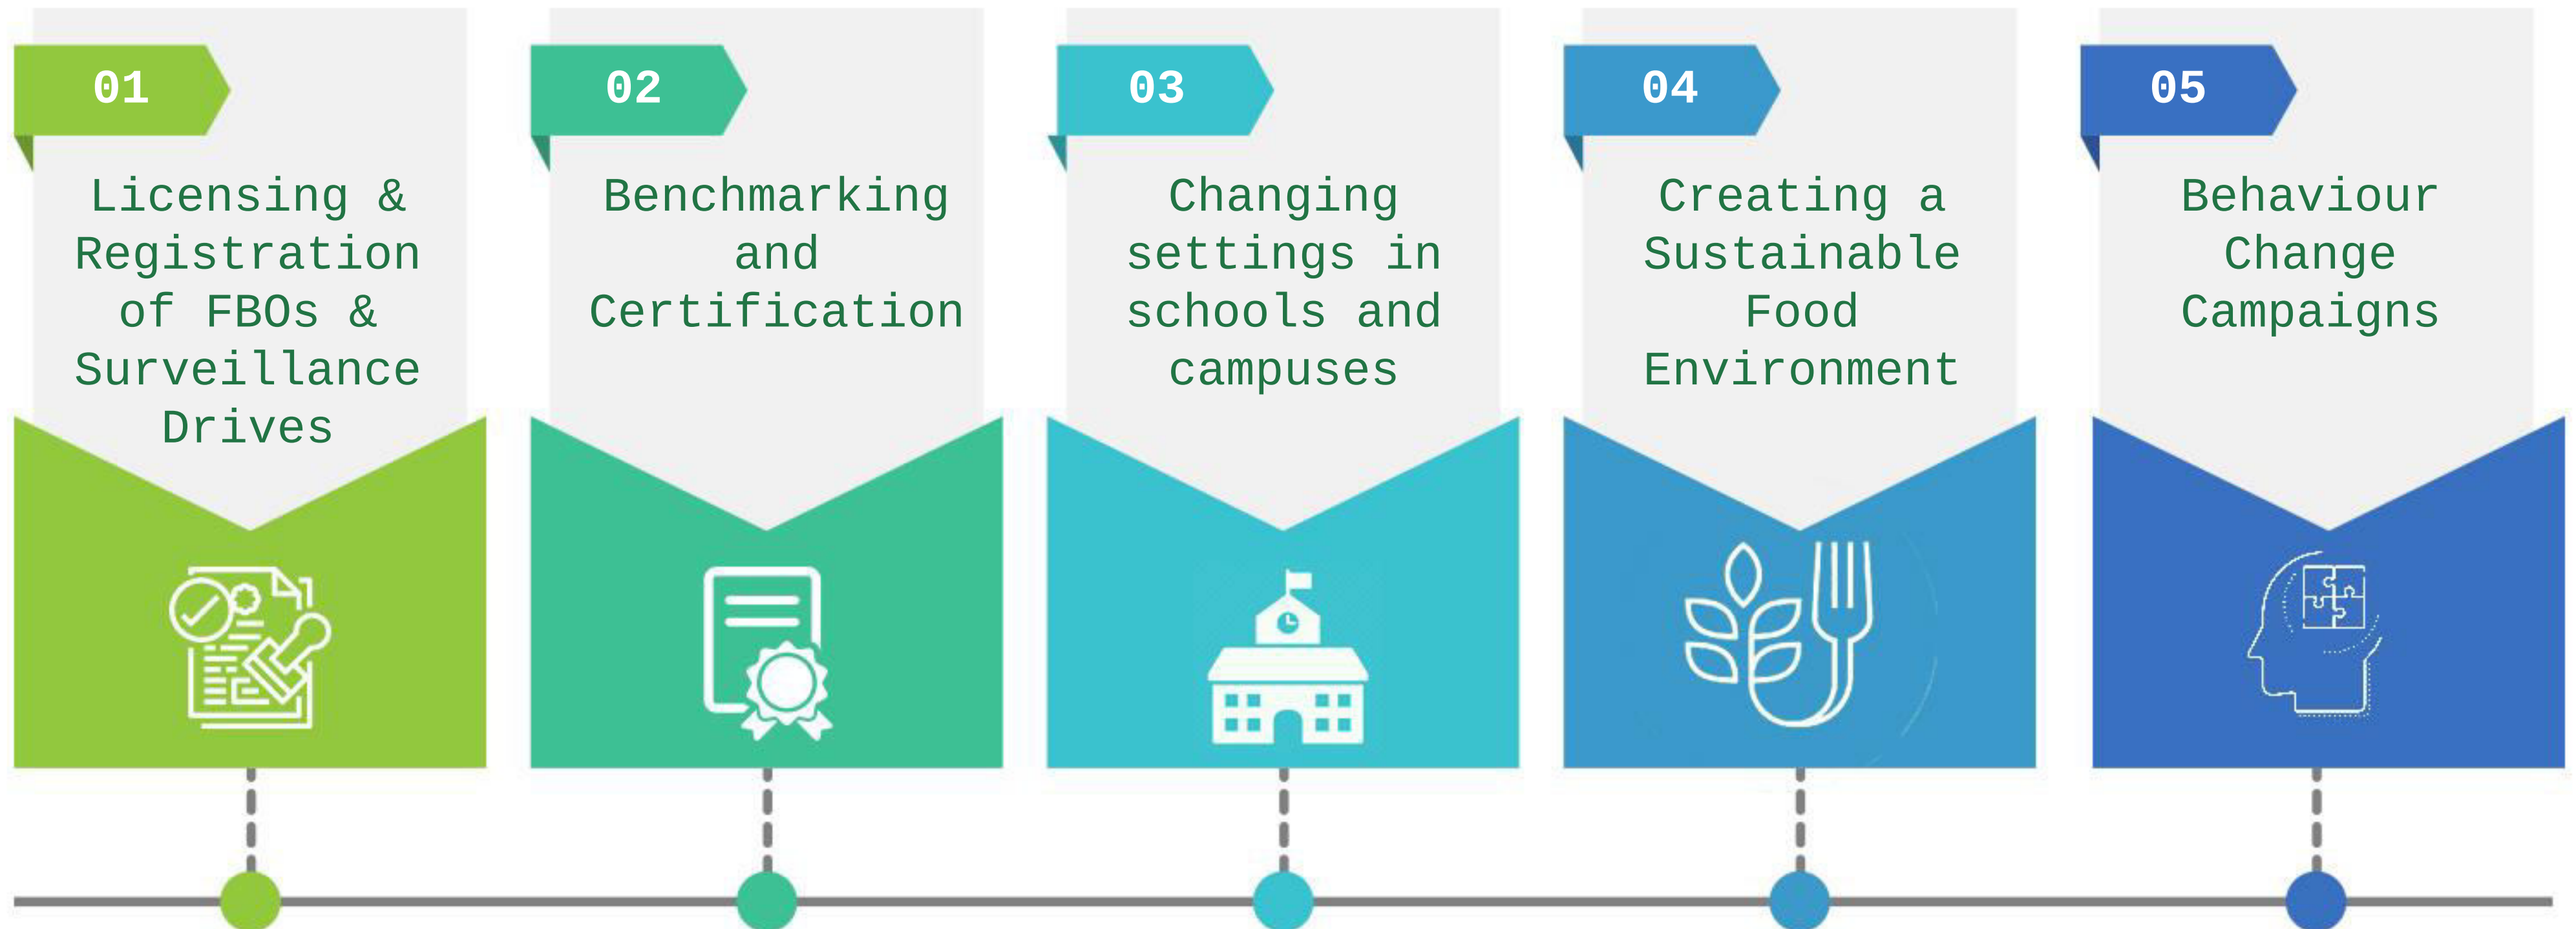 01
Licensing &
Registration
of FBOs &
Surveillance
Drives
02
Benchmarking
and
Certification
03
Changing
settings in
schools and
campuses
04
Creating a
Sustainable
Food
Environment
05
Behaviour
Change
Campaigns